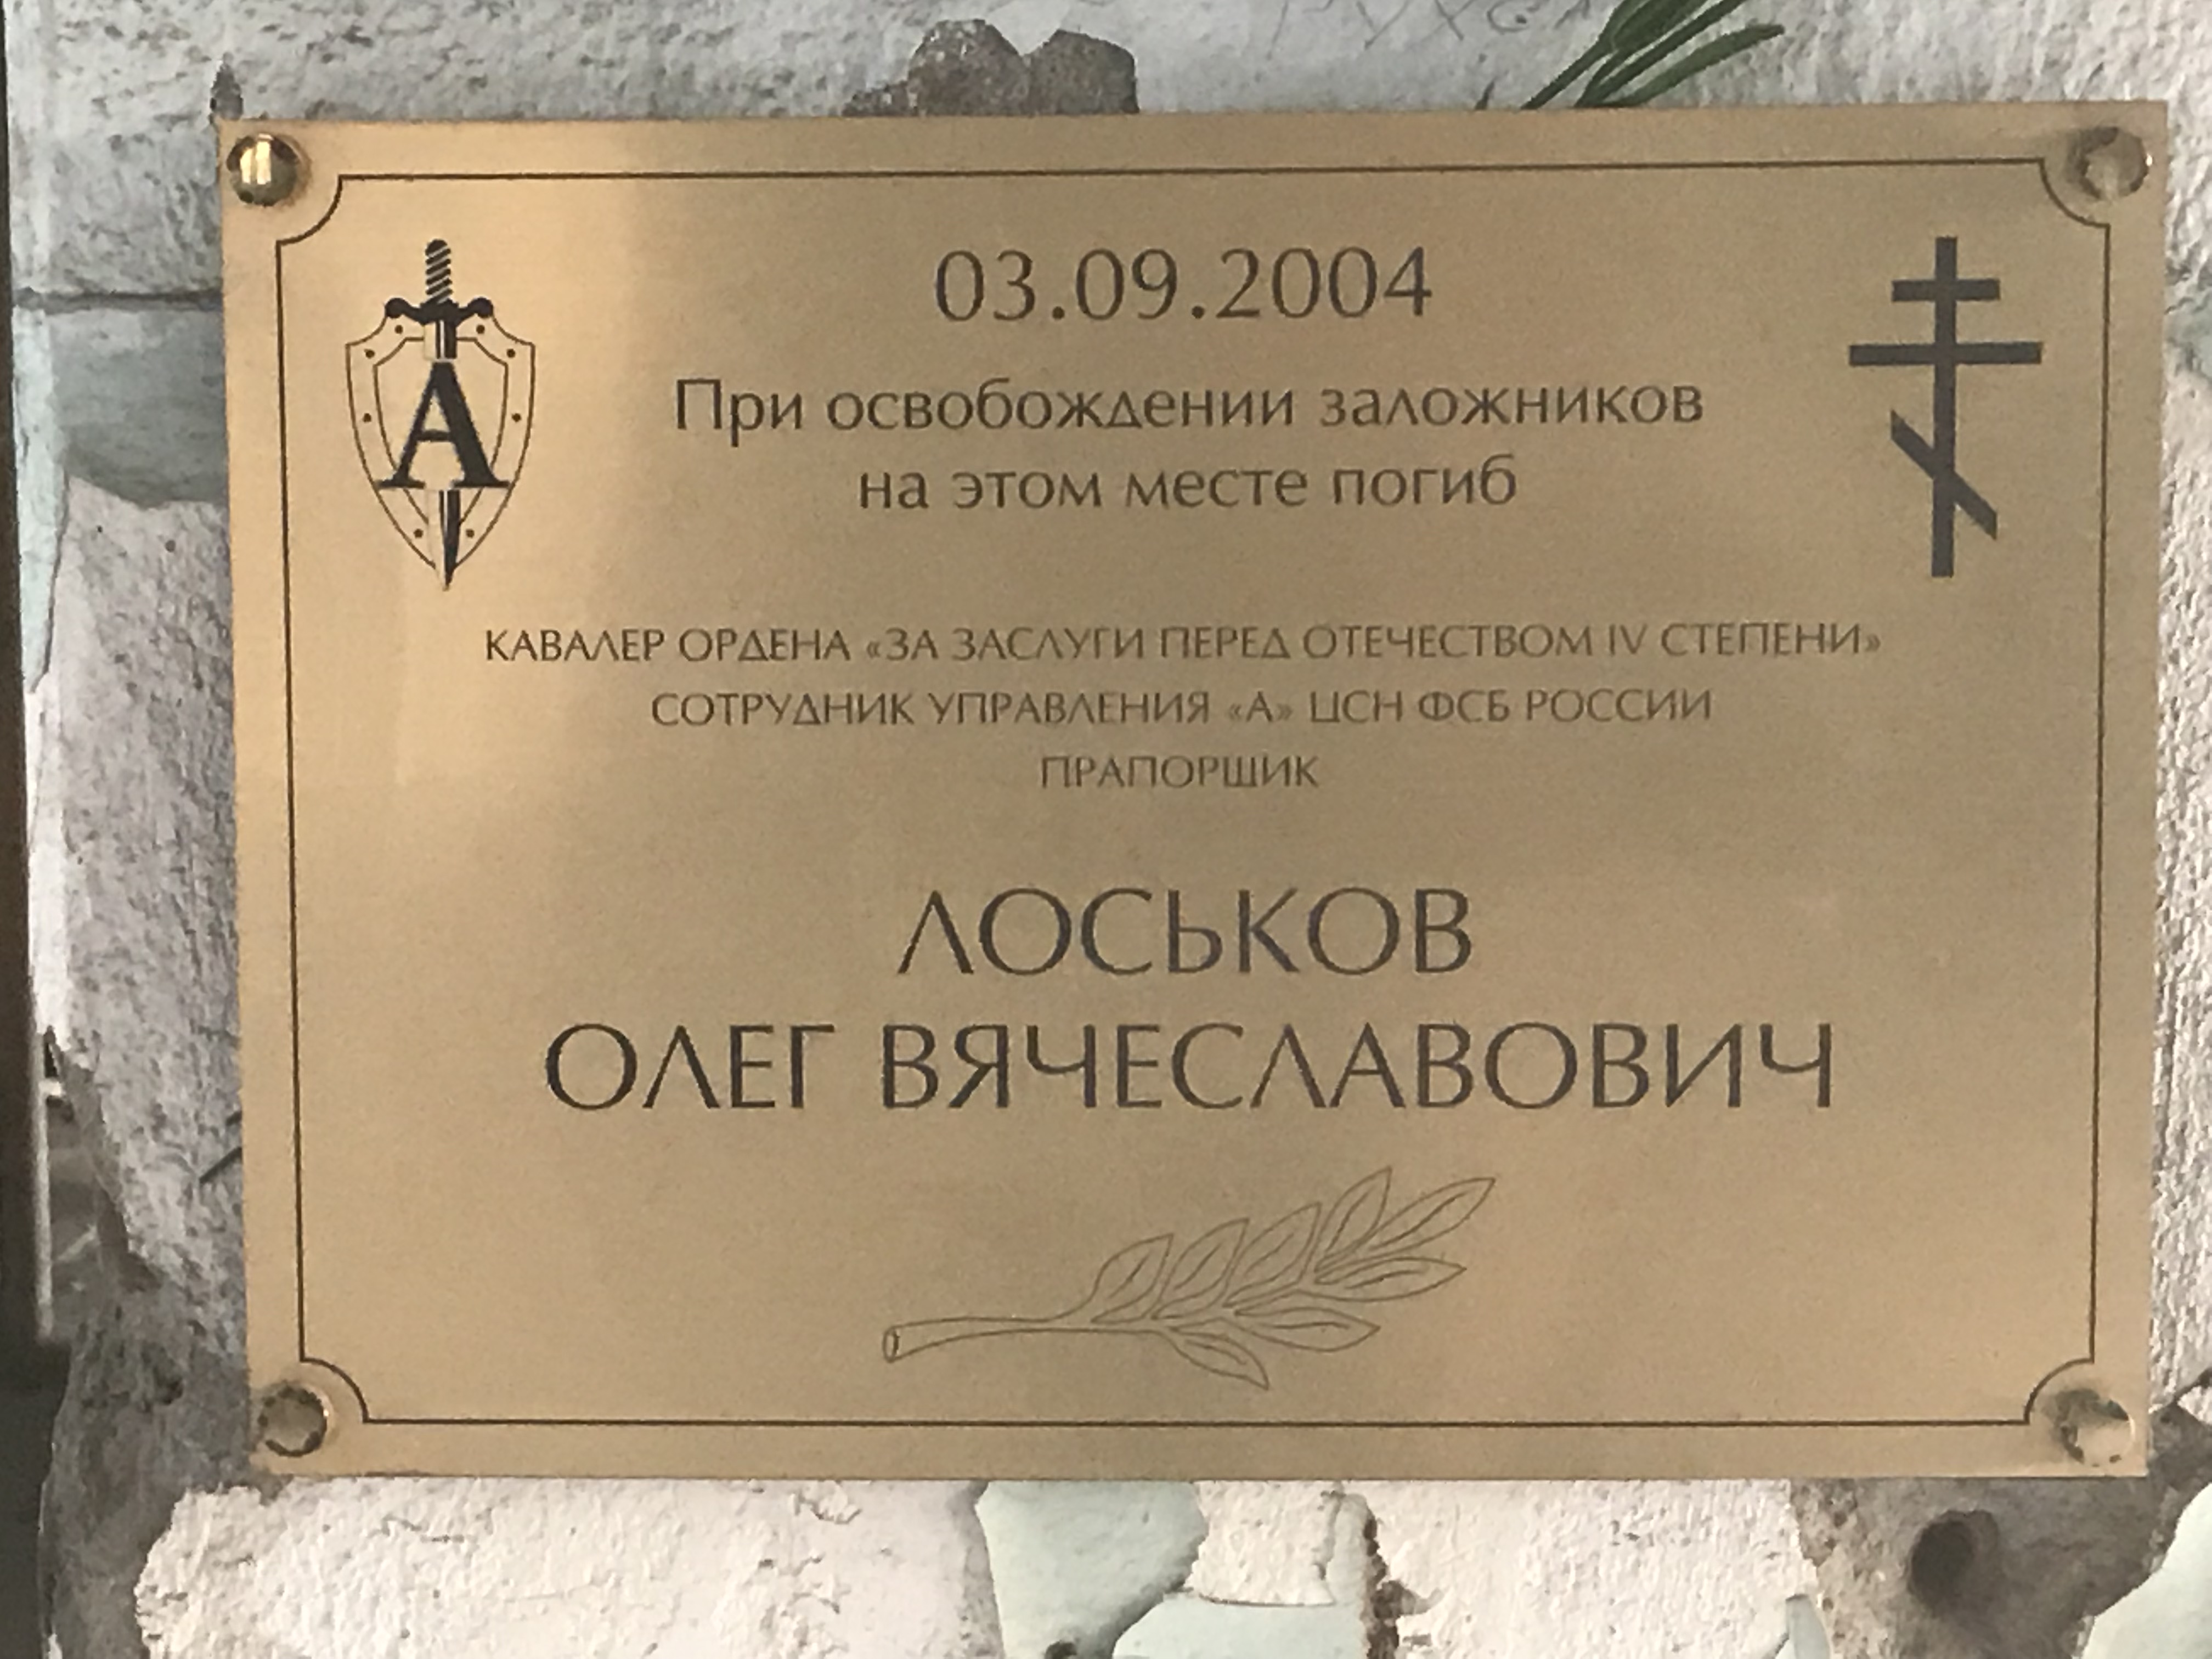 А
03.09.2004
При освобождении заложников
на этом месте погиб
КАВАЛЕР ОРДЕНА «ЗА ЗАСЛУГИ ПЕРЕД ОТЕЧЕСТВОМ IV СТЕПЕНИ»
СОТРУДНИК УПРАВЛЕНИЯ «А» ЦСН ФСБ РОССИИ
ПРАПОРЩИК
ЛОСЬКОВ
ОЛЕГ ВЯЧЕСЛАВОВИЧ